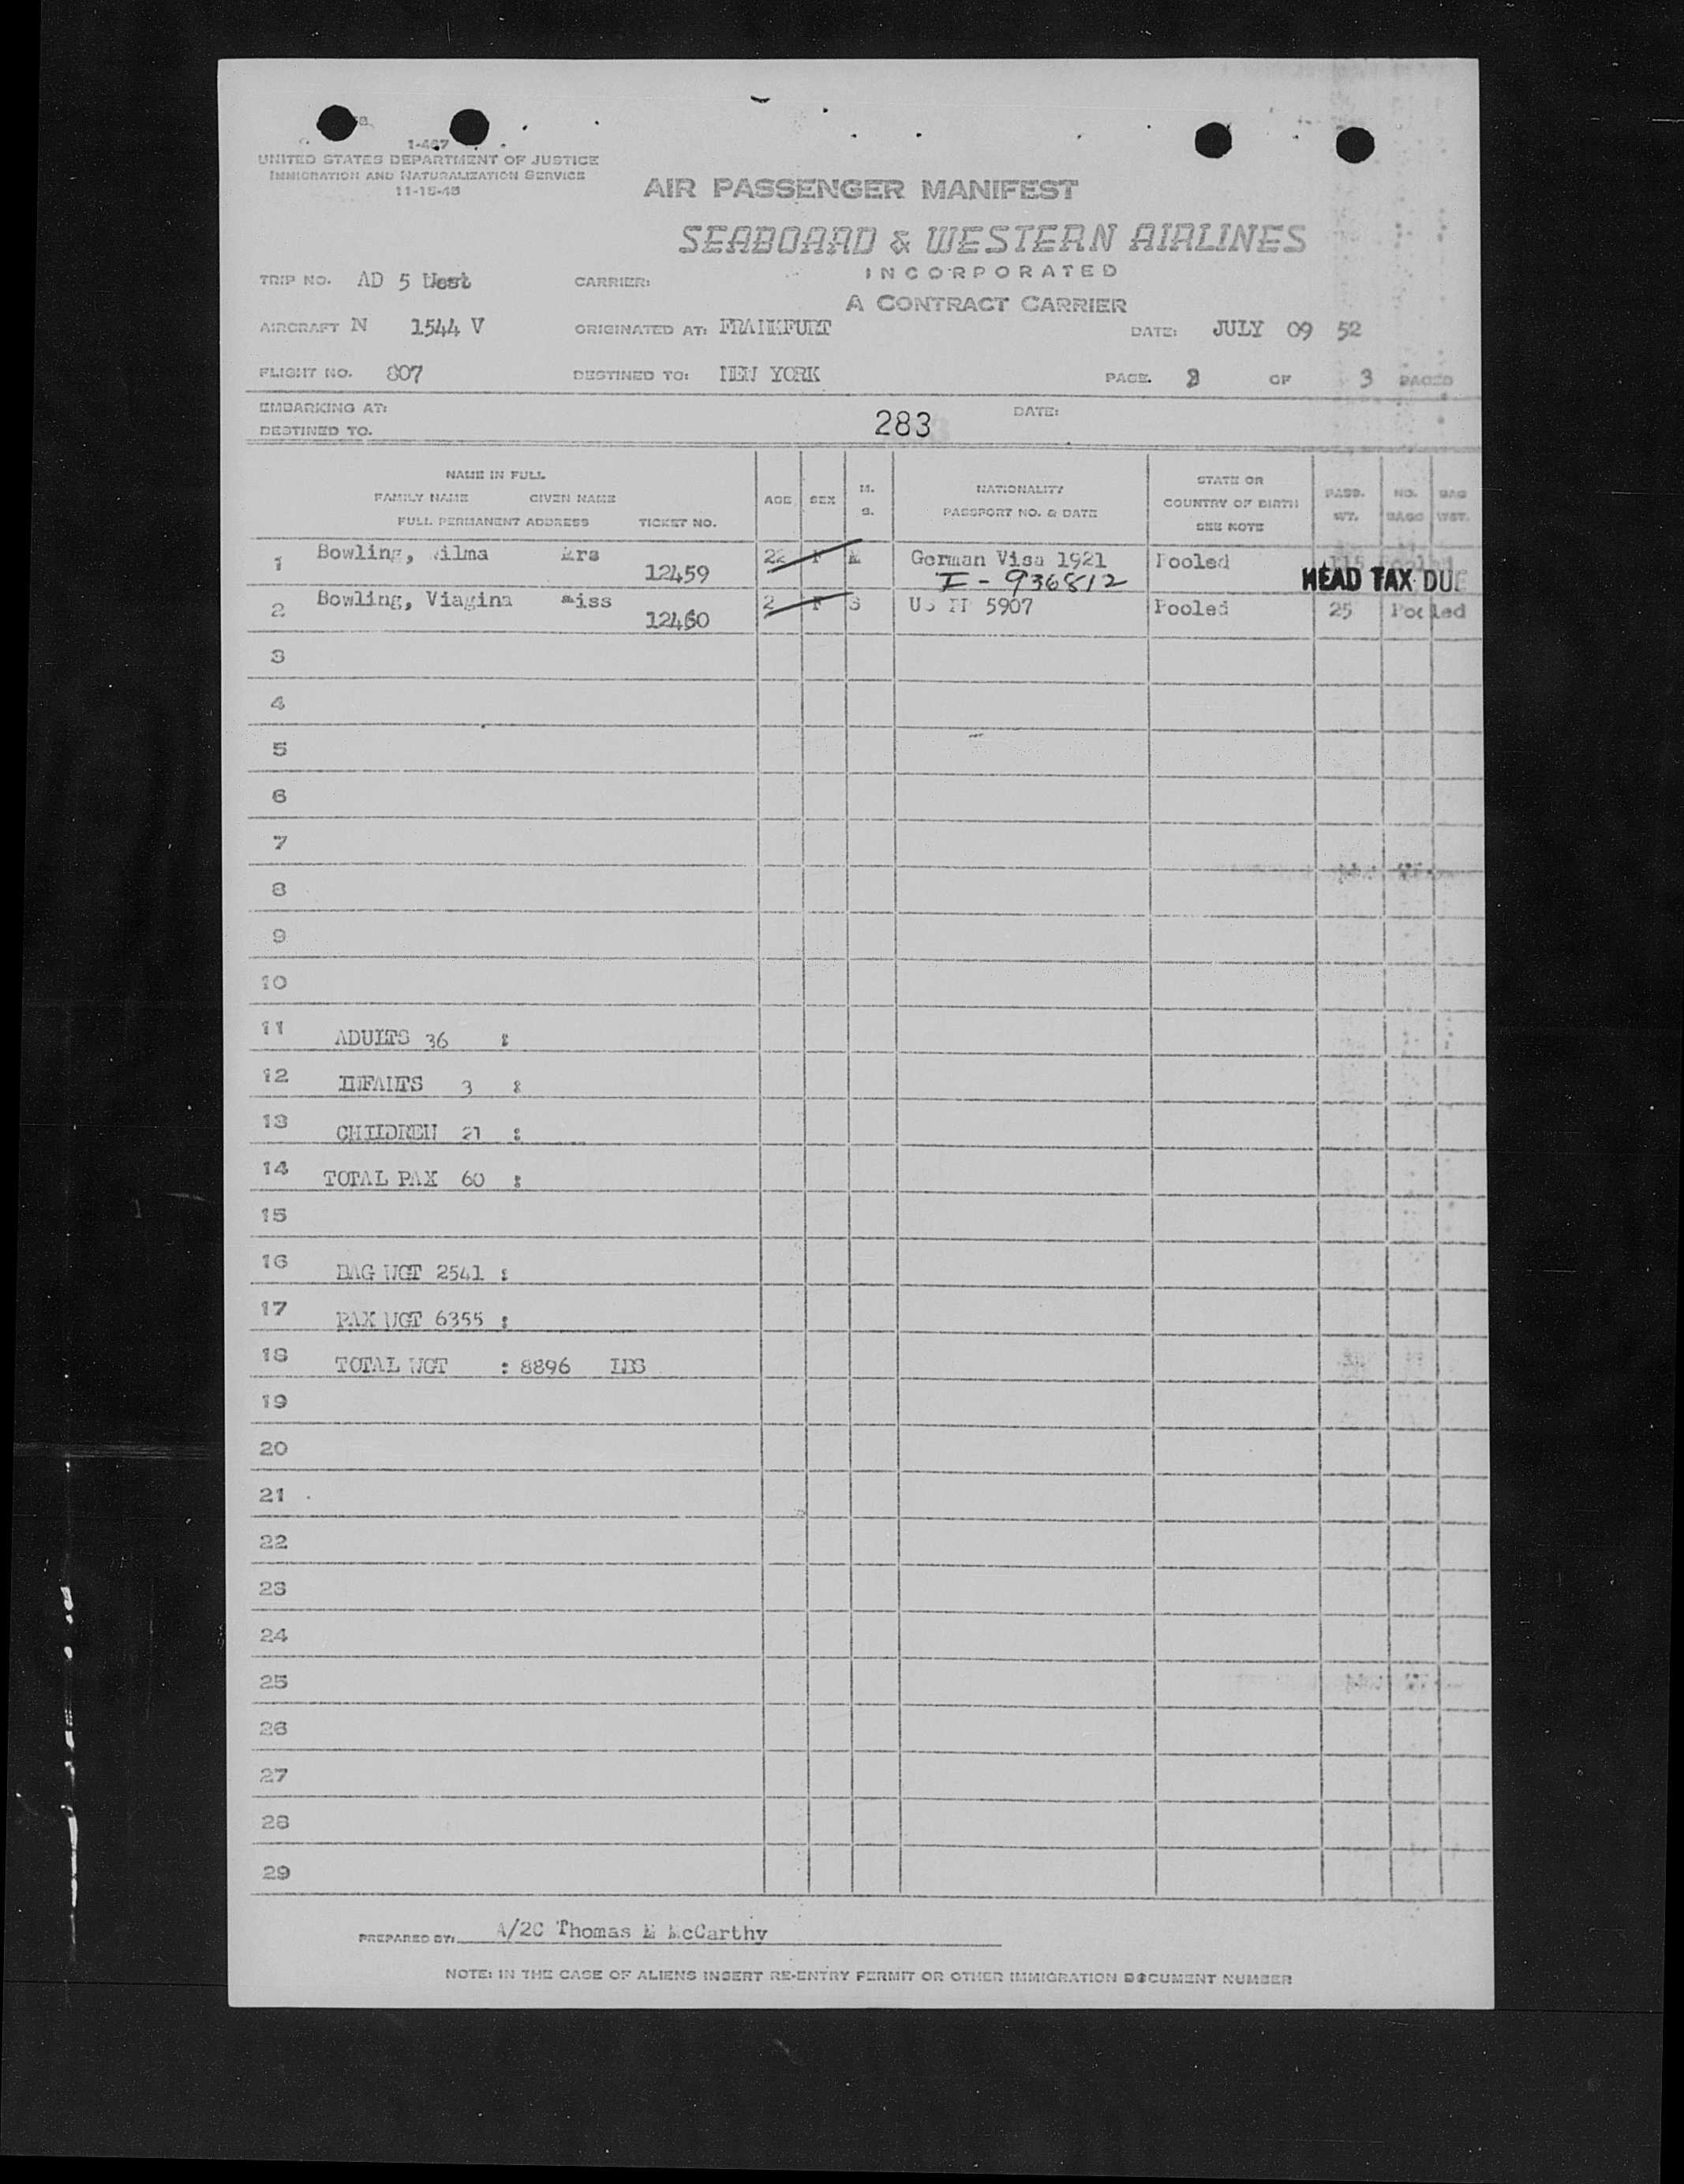 1-467
UNITED STATES DEPARTMENT OF JUSTICE
IMMIGRATION AND NATURALIZATION SERVICE
11-15-48
AIR PASSENGER MANIFEST
SEABOARD & WESTERN AIRLINES
INCORPORATED
A CONTRACT CARRIER
TRIP NO. AD 5 West CARRIER:
AIRCRAFT N 1544 V ORIGINATED AT: FRANKFURT DATE: JULY 09 52
FLIGHT NO. 807 DESTINED TO: NEW YORK PAGE. 3 OF 3 PAGES
EMBARKING AT: DATE:
DESTINED TO. 283
NAME IN FULL
FAMILY NAME GIVEN NAME
FULL PERMANENT ADDRESS TICKET NO.
AGE SEX M. S.
NATIONALITY
PASSPORT NO. & DATE
STATE OR
COUNTRY OF BIRTH
SEE NOTE
PASS. WT. NO. BAGS BAG WGT.
1 Bowling, Wilma Mrs 12459 22 F M German Visa 1921 Pooled 115 Pooled
I-936812 HEAD TAX DUE
2 Bowling, Viagina Miss 12460 2 F S US 5907 Pooled 25 Pooled
3
4
5
6
7
8
9
10
11 ADULTS 36 :
12 INFANTS 3 :
13 CHILDREN 21 :
14 TOTAL PAX 60 :
15
16 BAG WGT 2541 :
17 PAX WGT 6355 :
18 TOTAL WGT : 8896 LBS
19
20
21
22
23
24
25
26
27
28
29
PREPARED BY: A/2C Thomas E McCarthy
NOTE: IN THE CASE OF ALIENS INSERT RE-ENTRY PERMIT OR OTHER IMMIGRATION DOCUMENT NUMBER